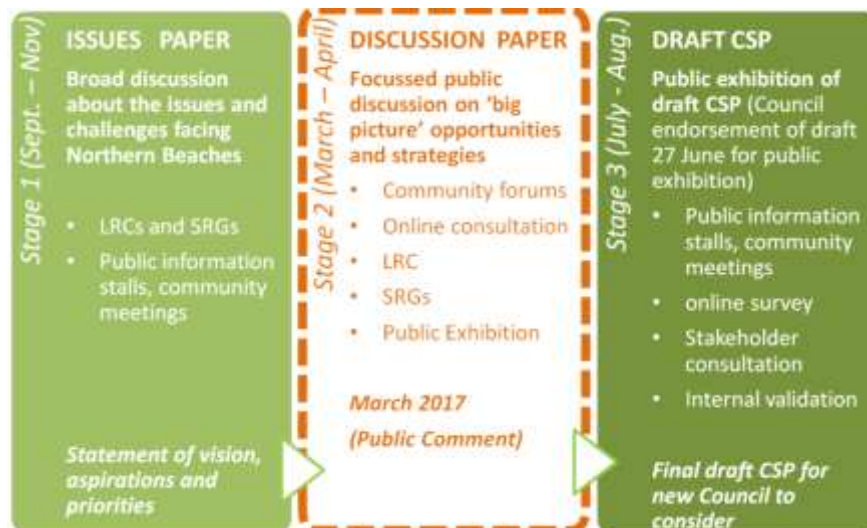 Stage 1 (Sept. – Nov)
ISSUES PAPER
Broad discussion
about the issues and
challenges facing
Northern Beaches
• LRCs and SRGs
• Public information
stalls, community
meetings
Statement of vision,
aspirations and
priorities
Stage 2 (March – April)
DISCUSSION PAPER
Focussed public
discussion on ‘big
picture’ opportunities
and strategies
• Community forums
• Online consultation
• LRC
• SRGs
• Public Exhibition
March 2017
(Public Comment)
Stage 3 (July - Aug.)
DRAFT CSP
Public exhibition of
draft CSP (Council
endorsement of draft
27 June for public
exhibition)
• Public information
stalls, community
meetings
• online survey
• Stakeholder
consultation
• Internal validation
Final draft CSP for
new Council to
consider